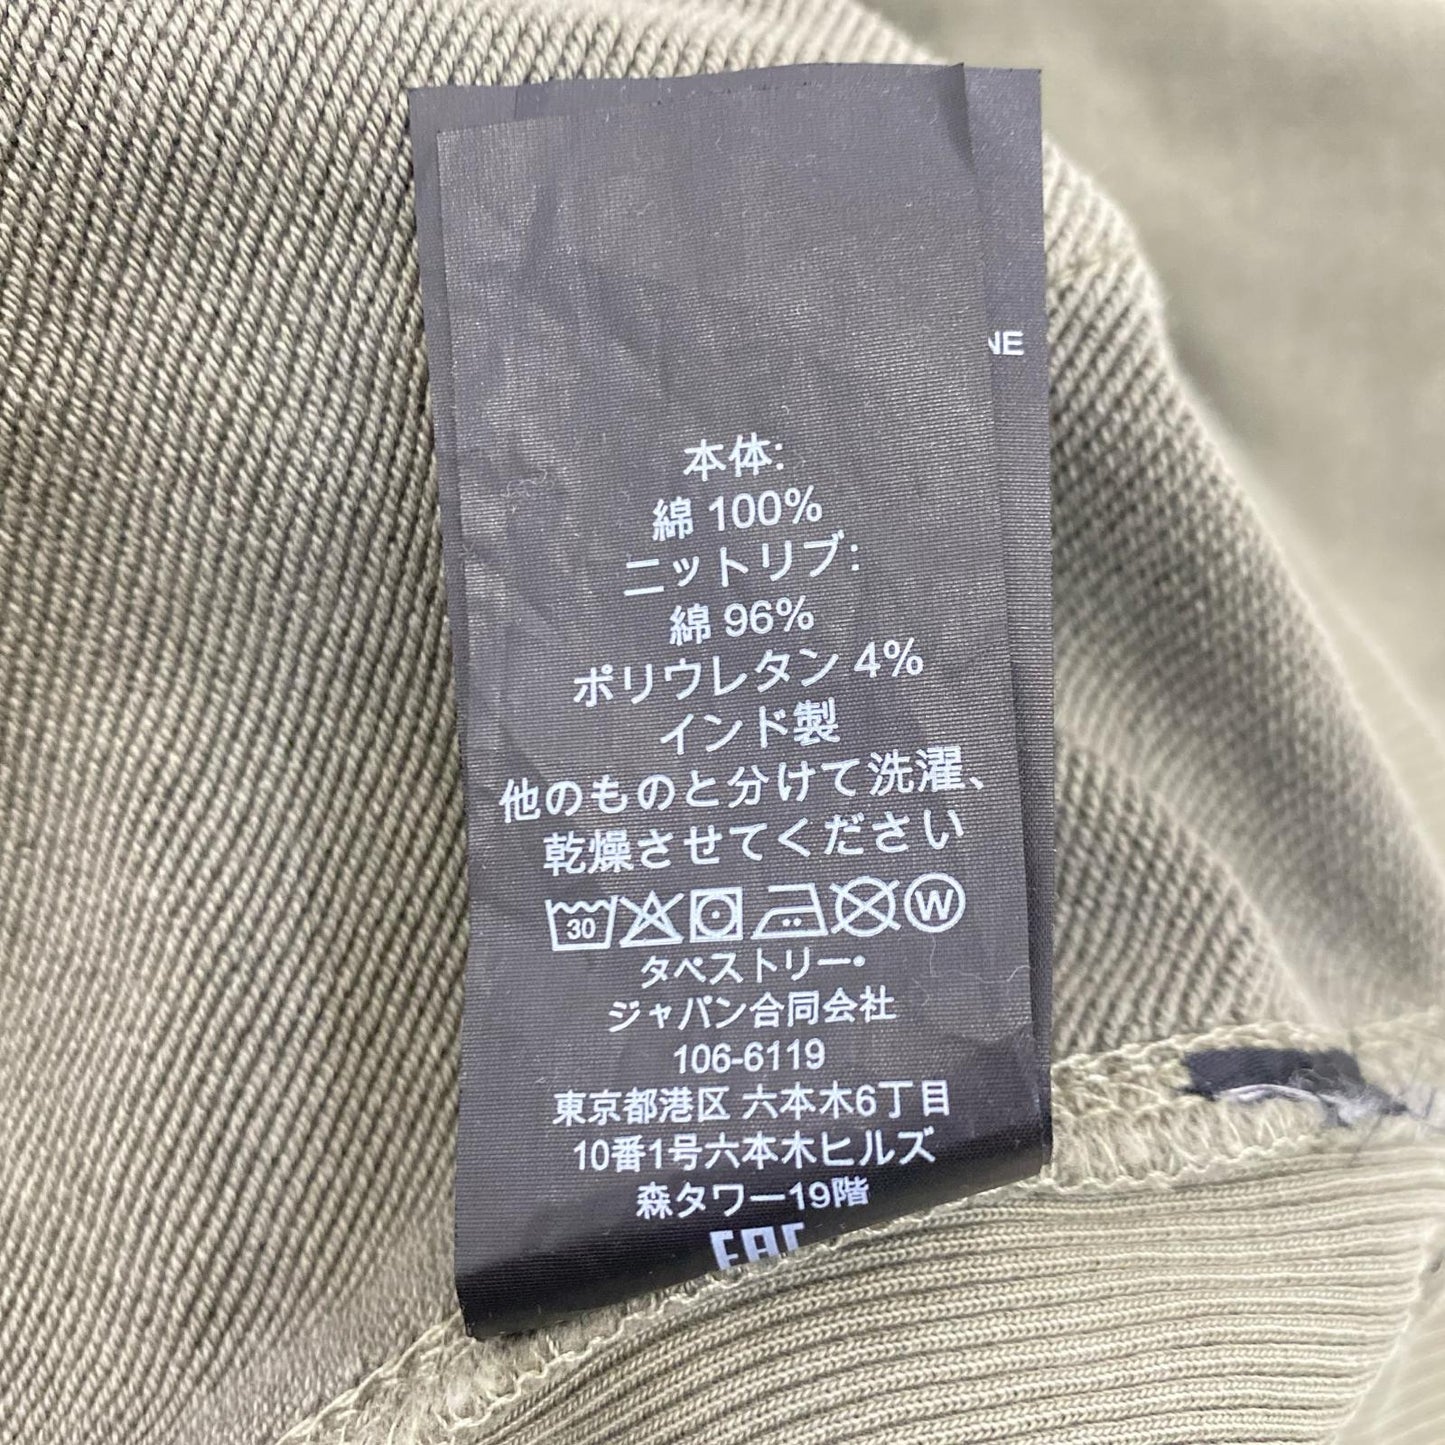 NE
本体:
綿 100%
ニットリブ:
綿 96%
ポリウレタン 4%
インド製
他のものと分けて洗濯、
乾燥させてください
30 W
タペストリー・
ジャパン合同会社
106-6119
東京都港区 六本木6丁目
10番1号六本木ヒルズ
森タワー19階
EAC